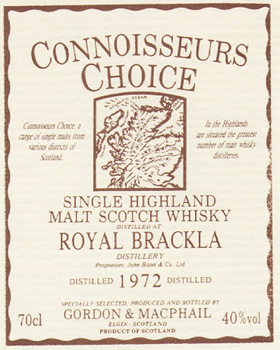 CONNOISSEURS
CHOICE
Connoisseurs Choice, a
range of single malts from
various districts of
Scotland.
In the Highlands
are situated the greatest
number of malt whisky
distilleries.
SINGLE HIGHLAND
MALT SCOTCH WHISKY
DISTILLED AT
ROYAL BRACKLA
DISTILLERY
Proprietors: John Bisset & Co. Ltd
DISTILLED 1972 DISTILLED
SPECIALLY SELECTED, PRODUCED AND BOTTLED BY
70cl GORDON & MACPHAIL 40%vol
ELGIN SCOTLAND
PRODUCT OF SCOTLAND